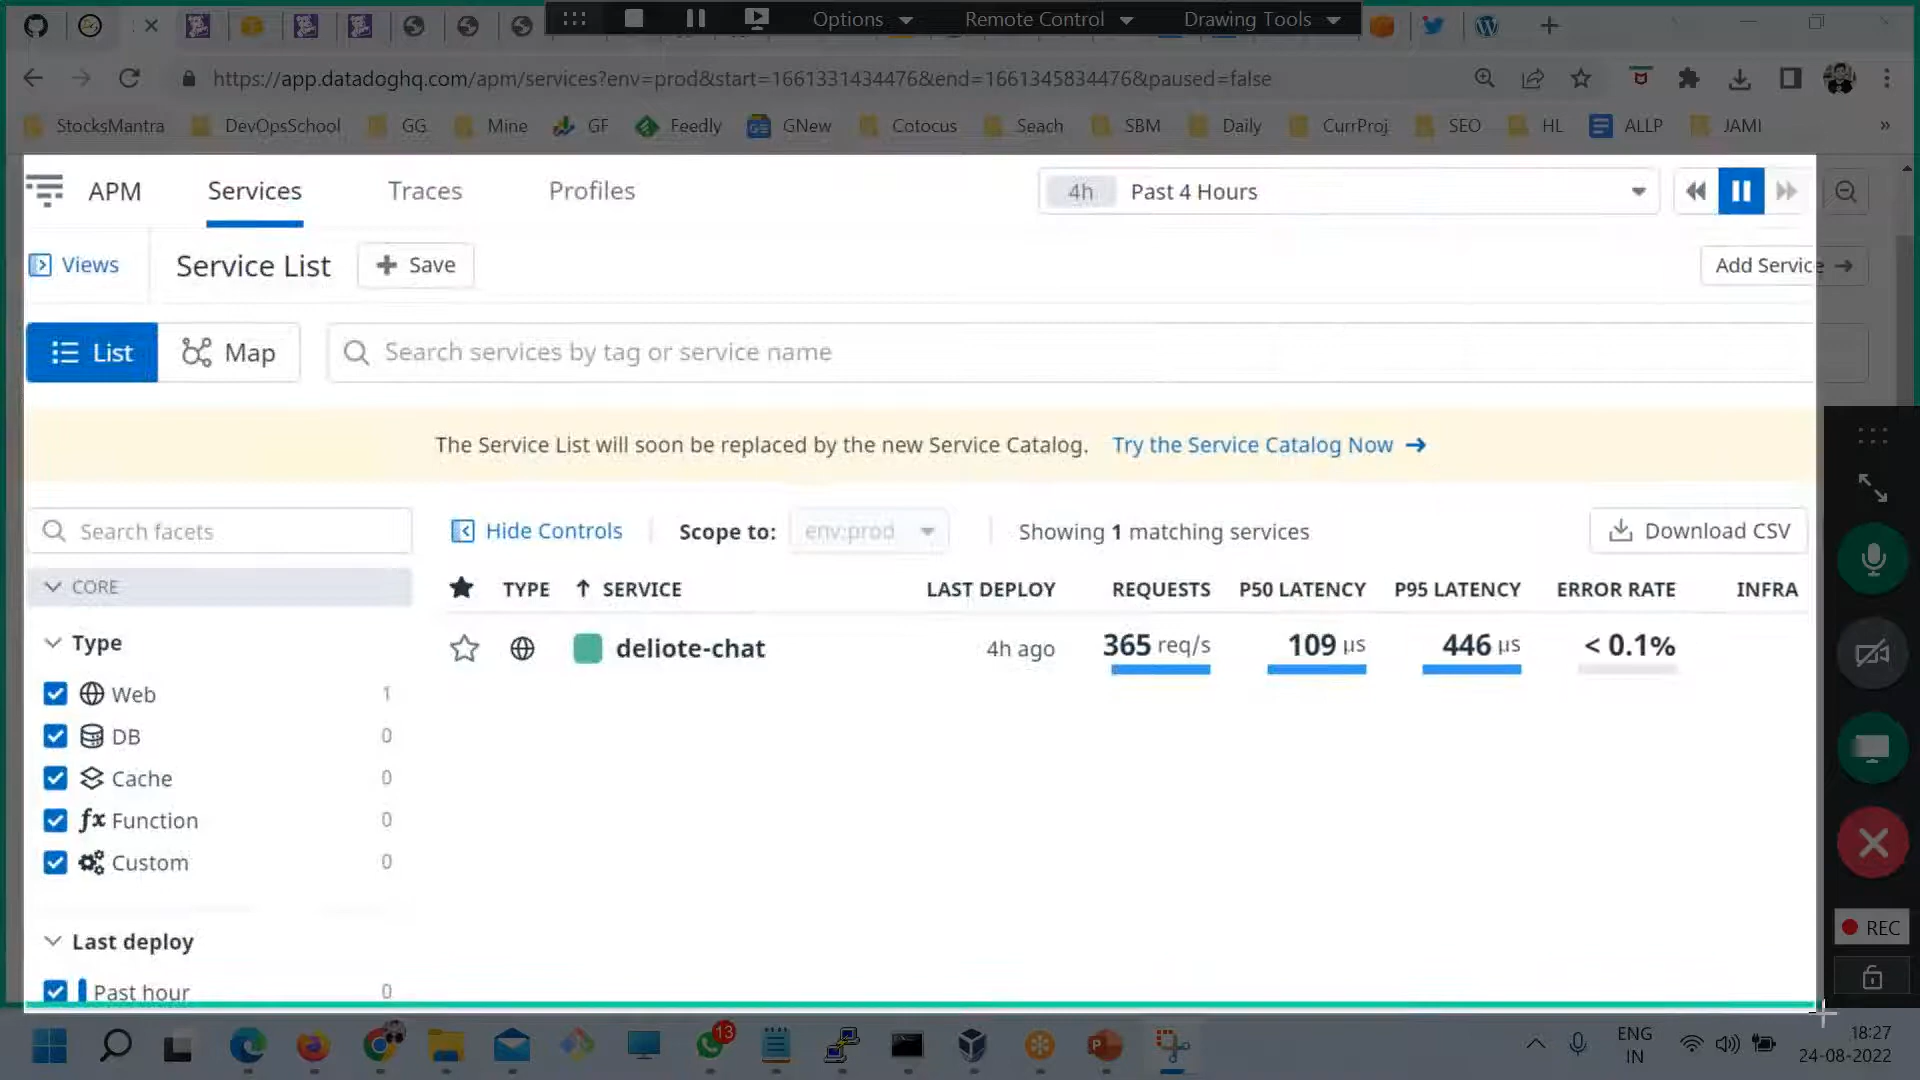 Options
Remote Control
Drawing Tools
https://app.datadoghq.com/apm/services?env=prod&start=1661331434476&end=1661345834476&paused=false
StocksMantra
DevOpsSchool
GG
Mine
GF
Feedly
GNew
Cotocus
Seach
SBM
Daily
CurrProj
SEO
HL
ALLP
JAMI
»
APM
Services
Traces
Profiles
4h Past 4 Hours
Views
Service List
+ Save
Add Service →
List
Map
Search services by tag or service name
The Service List will soon be replaced by the new Service Catalog. Try the Service Catalog Now →
Search facets
Hide Controls
Scope to: env:prod
Showing 1 matching services
Download CSV
CORE
TYPE ↑ SERVICE LAST DEPLOY REQUESTS P50 LATENCY P95 LATENCY ERROR RATE INFRA
deliote-chat 4h ago 365 req/s 109 µs 446 µs < 0.1%
Type
Web 1
DB 0
Cache 0
fx Function 0
Custom 0
Last deploy
Past hour 0
REC
13
P
ENG
IN
18:27
24-08-2022